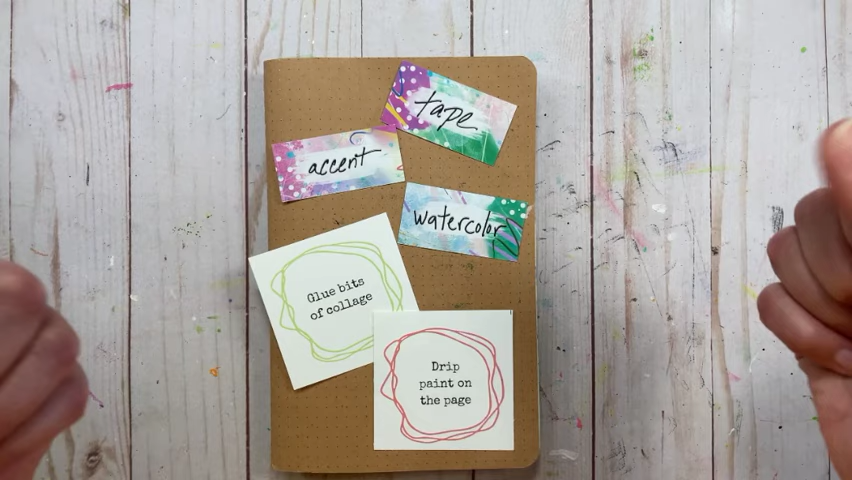 tape
accent
watercolor
Glue bits
of collage
Drip
paint on
the page